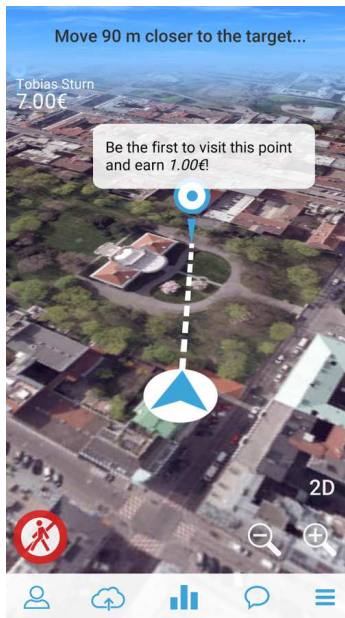 Move 90 m closer to the target...
Tobias Sturn
7.00€
Be the first to visit this point
and earn 1.00€!
2D